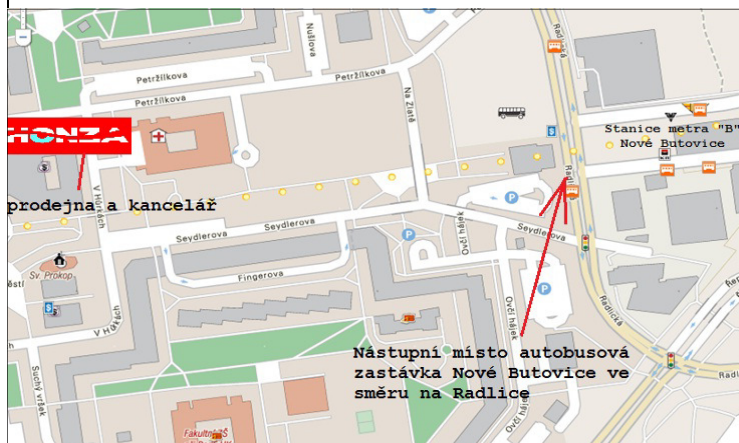 Nušlova
Radlická
Petržílkova
Petržílkova
Petržílkova
Na Zlatě
HONZA
Stanice metra "B"
Nové Butovice
prodejna a kancelář
V Hůrkách
Seydlerova
Seydlerova
Seydlerova
Ovčí hájek
Sv. Prokop
Fingerova
V Hůrkách
Ovčí hájek
Radlická
Nástupní místo autobusová
zastávka Nové Butovice ve
směru na Radlice
Suchý vršek
Ovčí hájek
P
P
P
P